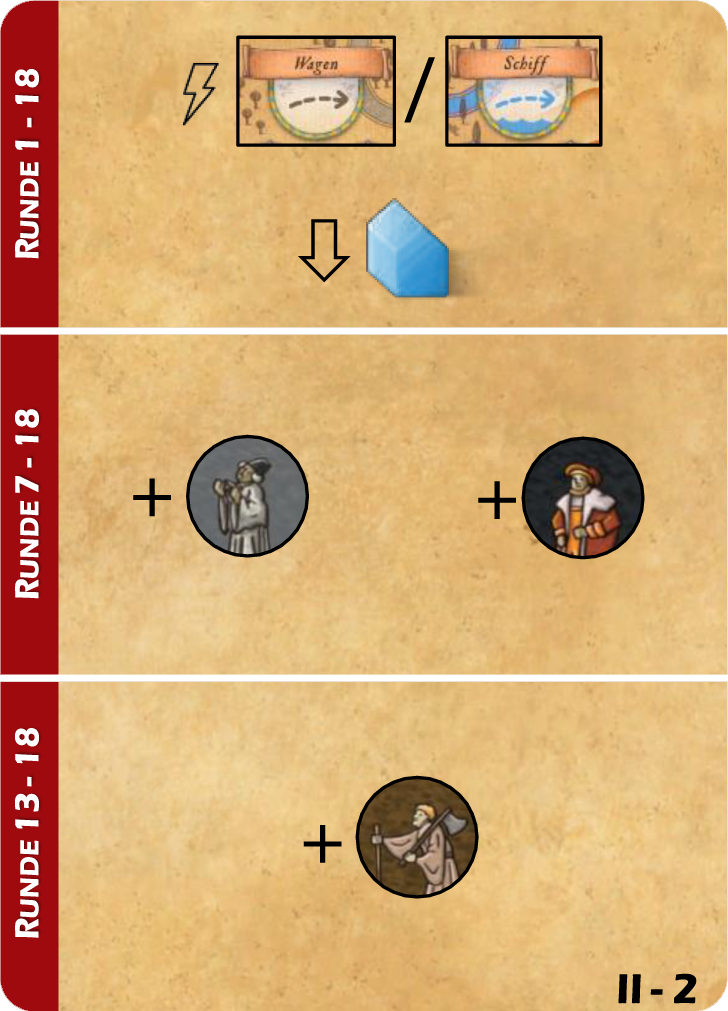 RUNDE 1 - 18
Wagen
/
Schiff
RUNDE 7 - 18
+
+
RUNDE 13 - 18
+
II - 2